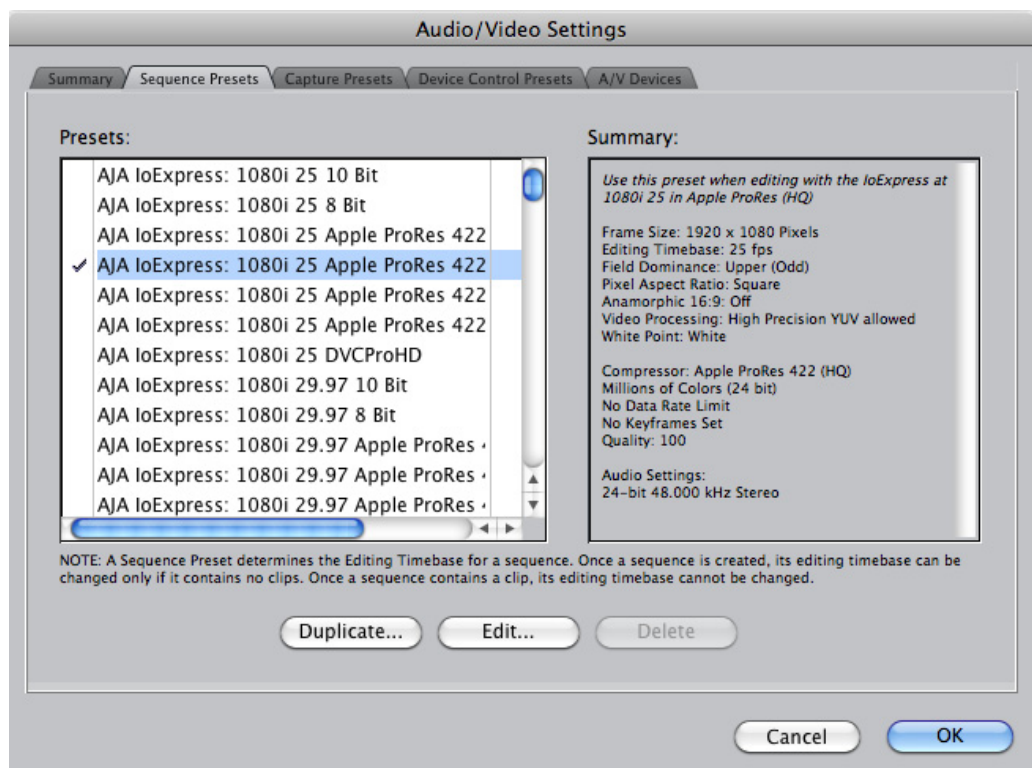 Audio/Video Settings
Summary
Sequence Presets
Capture Presets
Device Control Presets
A/V Devices
Presets:
AJA IoExpress: 1080i 25 10 Bit
AJA IoExpress: 1080i 25 8 Bit
AJA IoExpress: 1080i 25 Apple ProRes 422
✓ AJA IoExpress: 1080i 25 Apple ProRes 422
AJA IoExpress: 1080i 25 Apple ProRes 422
AJA IoExpress: 1080i 25 Apple ProRes 422
AJA IoExpress: 1080i 25 DVCProHD
AJA IoExpress: 1080i 29.97 10 Bit
AJA IoExpress: 1080i 29.97 8 Bit
AJA IoExpress: 1080i 29.97 Apple ProRes
AJA IoExpress: 1080i 29.97 Apple ProRes
AJA IoExpress: 1080i 29.97 Apple ProRes
Summary:
Use this preset when editing with the IoExpress at
1080i 25 in Apple ProRes (HQ)
Frame Size: 1920 x 1080 Pixels
Editing Timebase: 25 fps
Field Dominance: Upper (Odd)
Pixel Aspect Ratio: Square
Anamorphic 16:9: Off
Video Processing: High Precision YUV allowed
White Point: White
Compressor: Apple ProRes 422 (HQ)
Millions of Colors (24 bit)
No Data Rate Limit
No Keyframes Set
Quality: 100
Audio Settings:
24-bit 48.000 kHz Stereo
NOTE: A Sequence Preset determines the Editing Timebase for a sequence. Once a sequence is created, its editing timebase can be
changed only if it contains no clips. Once a sequence contains a clip, its editing timebase cannot be changed.
Duplicate...
Edit...
Delete
Cancel
OK